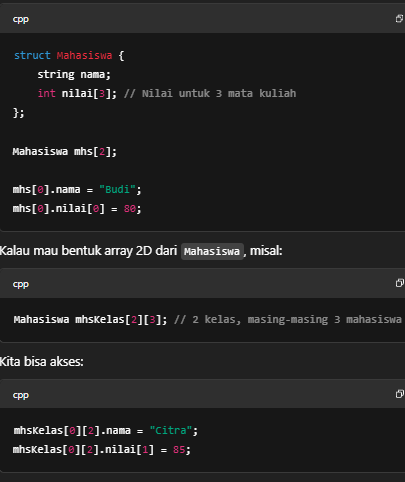 cpp
struct Mahasiswa {
    string nama;
    int nilai[3]; // Nilai untuk 3 mata kuliah
};
Mahasiswa mhs[2];
mhs[0].nama = "Budi";
mhs[0].nilai[0] = 80;
Kalau mau bentuk array 2D dari Mahasiswa, misal:
cpp
Mahasiswa mhsKelas[2][3]; // 2 kelas, masing-masing 3 mahasiswa
Kita bisa akses:
cpp
mhsKelas[0][2].nama = "Citra";
mhsKelas[0][2].nilai[1] = 85;